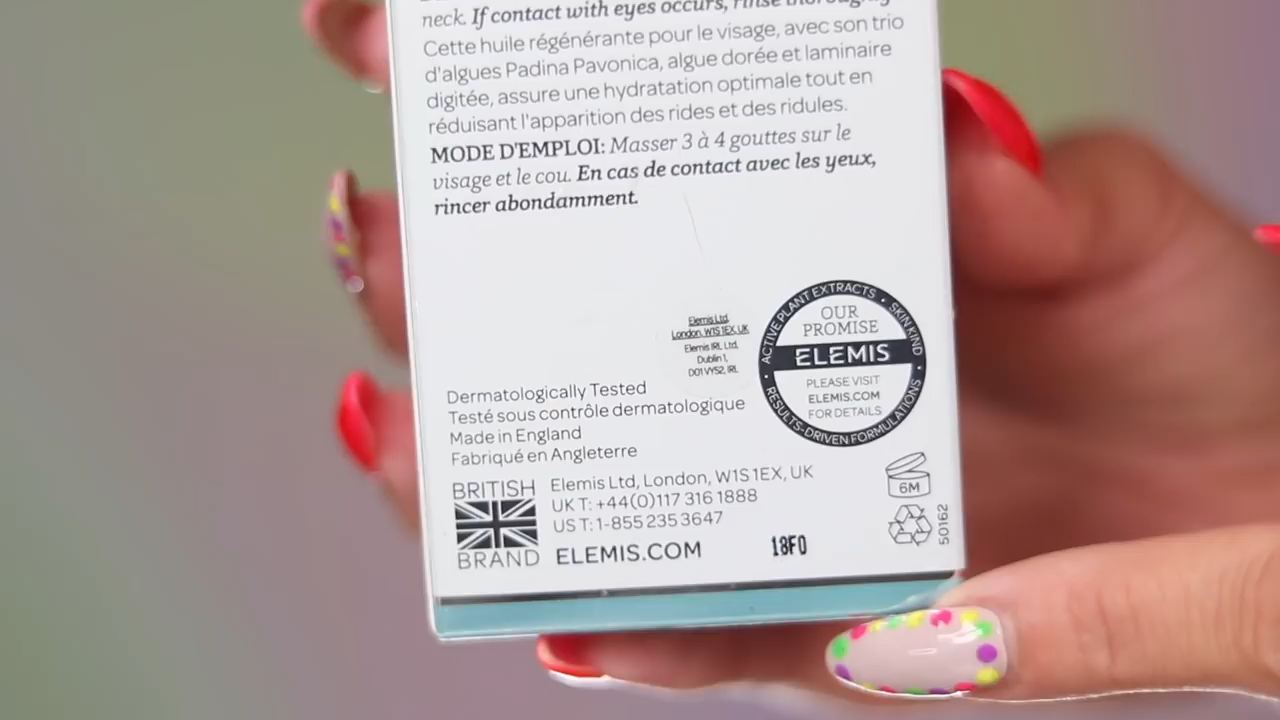 neck. If contact with eyes occurs, rinse thoroughly
Cette huile régénérante pour le visage, avec son trio
d'algues Padina Pavonica, algue dorée et laminaire
digitée, assure une hydratation optimale tout en
réduisant l'apparition des rides et des ridules.
MODE D'EMPLOI: Masser 3 à 4 gouttes sur le
visage et le cou. En cas de contact avec les yeux,
rincer abondamment.
Elemis Ltd,
London, W1S 1EX, UK
Elemis IRL Ltd,
Dublin 1,
D01 VY52, IRL
ACTIVE PLANT EXTRACTS • SKIN KIND • RESULTS-DRIVEN FORMULATIONS •
OUR
PROMISE
ELEMIS
PLEASE VISIT
ELEMIS.COM
FOR DETAILS
Dermatologically Tested
Testé sous contrôle dermatologique
Made in England
Fabriqué en Angleterre
BRITISH
BRAND
Elemis Ltd, London, W1S 1EX, UK
UK T: +44(0)117 316 1888
US T: 1-855 235 3647
ELEMIS.COM
18F0
6M
50162